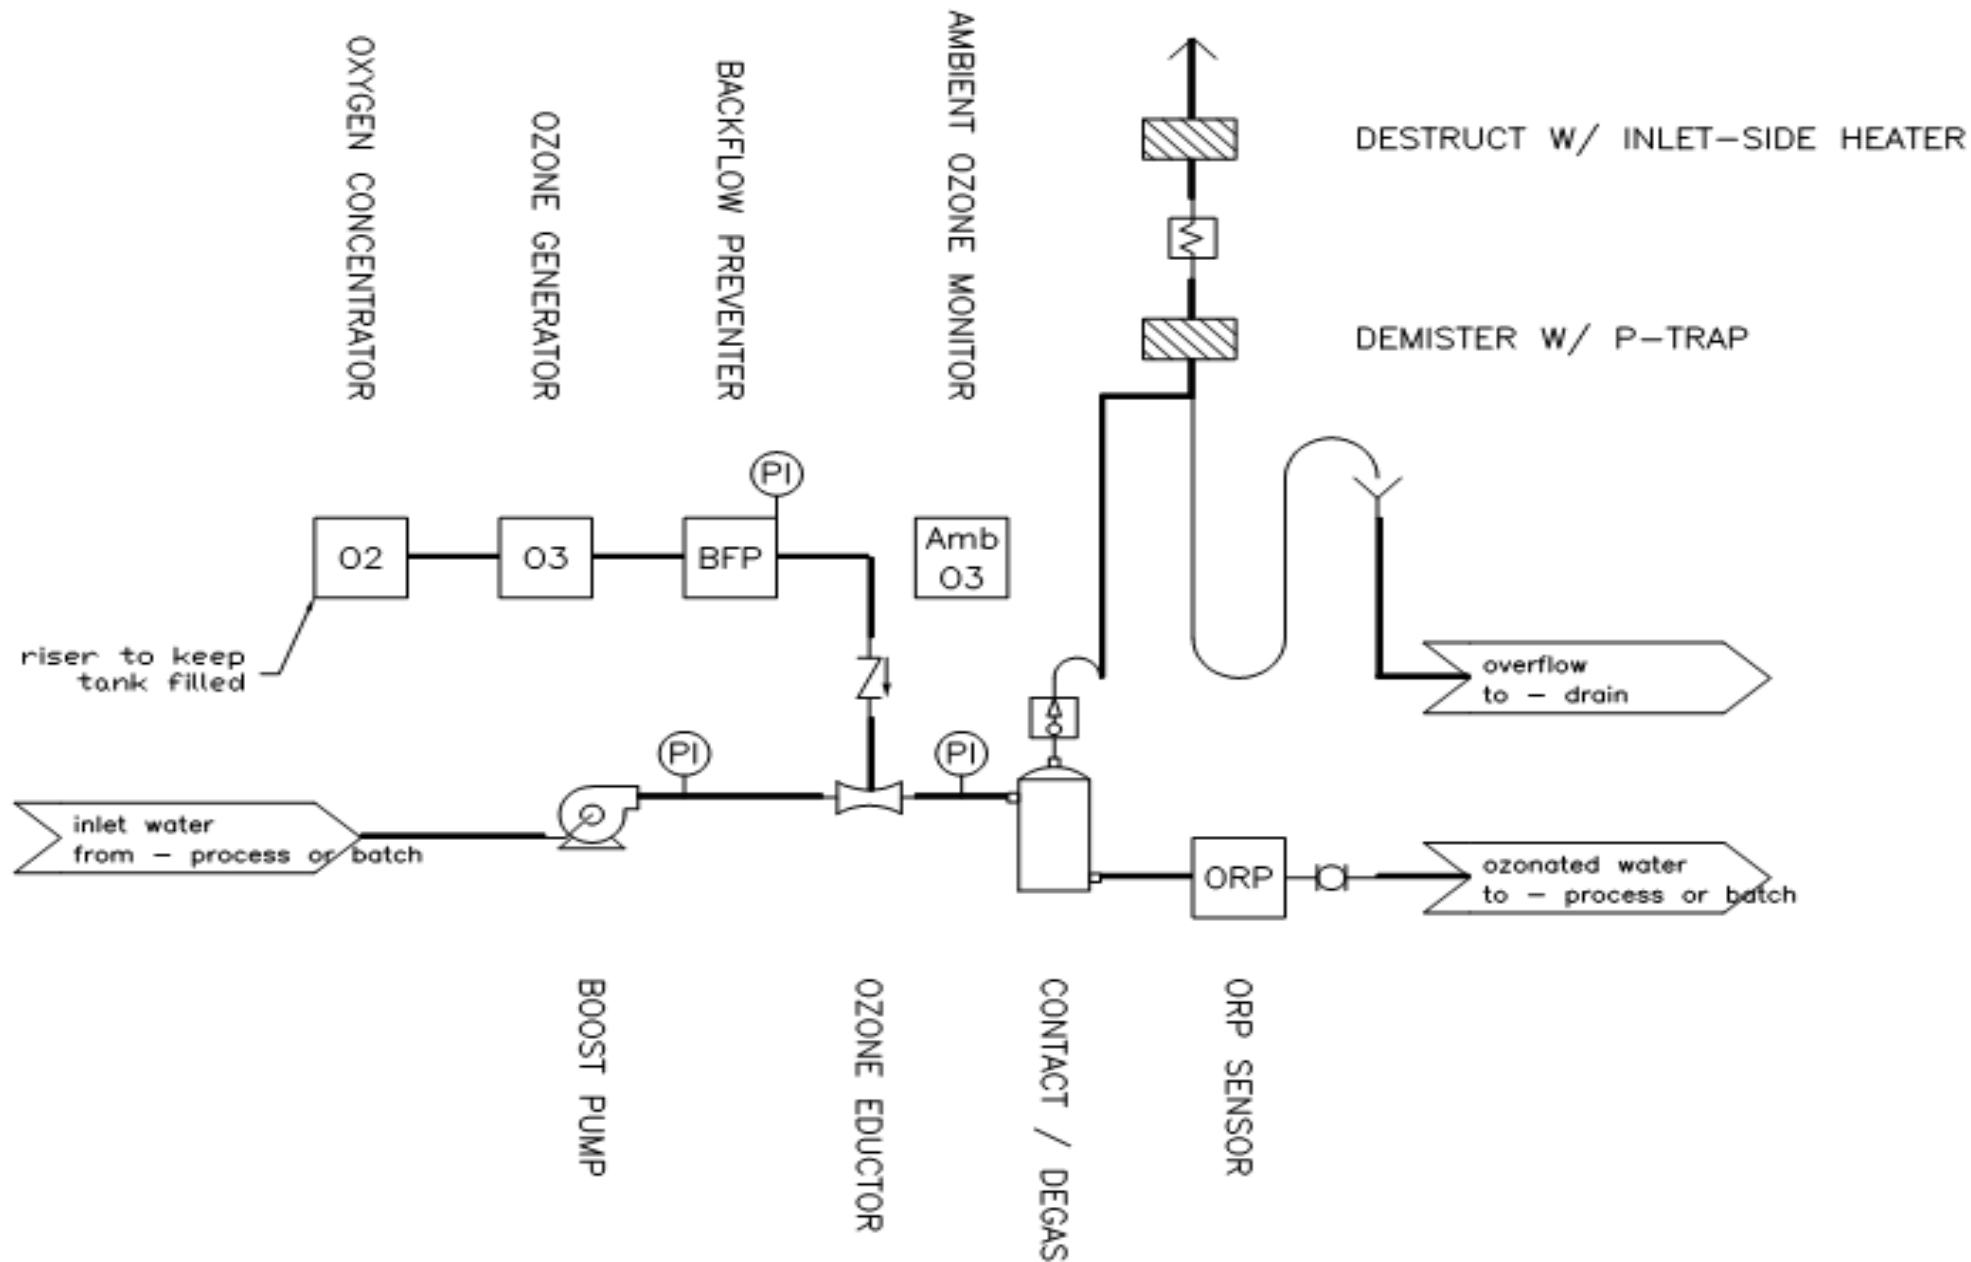 OXYGEN CONCENTRATOR
OZONE GENERATOR
BACKFLOW PREVENTER
AMBIENT OZONE MONITOR
DESTRUCT W/ INLET-SIDE HEATER
DEMISTER W/ P-TRAP
PI
O2
O3
BFP
Amb
O3
riser to keep
tank filled
overflow
to - drain
PI
PI
inlet water
from - process or batch
ORP
ozonated water
to - process or batch
BOOST PUMP
OZONE EDUCTOR
CONTACT / DEGAS
ORP SENSOR